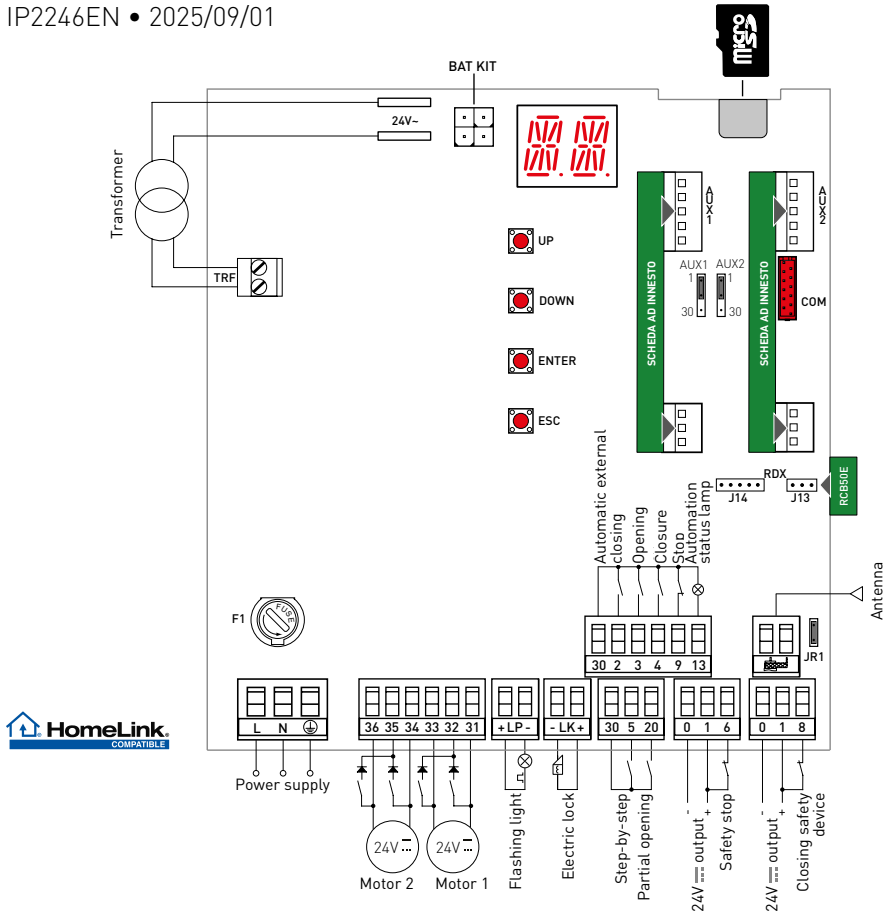 IP2246EN • 2025/09/01
micro
SD
BAT KIT
24V~
Transformer
TRF
UP
DOWN
ENTER
ESC
SCHEDA AD INNESTO
AUX1
SCHEDA AD INNESTO
AUX2
AUX1 AUX2
1 1
30 30
COM
RDX
J14 J13
RCB50E
Automatic external
closing
Opening
Closure
Stop
Automation
status lamp
Antenna
F1
FUSE
30 2 3 4 9 13
JR1
HomeLink
COMPATIBLE
L N
36 35 34 33 32 31
+ LP -
- LK +
30 5 20
0 1 6
0 1 8
Power supply
24V
Motor 2
24V
Motor 1
Flashing light
Electric lock
Step-by-step
Partial opening
- +
24V output
Safety stop
- +
24V output
Closing safety
device